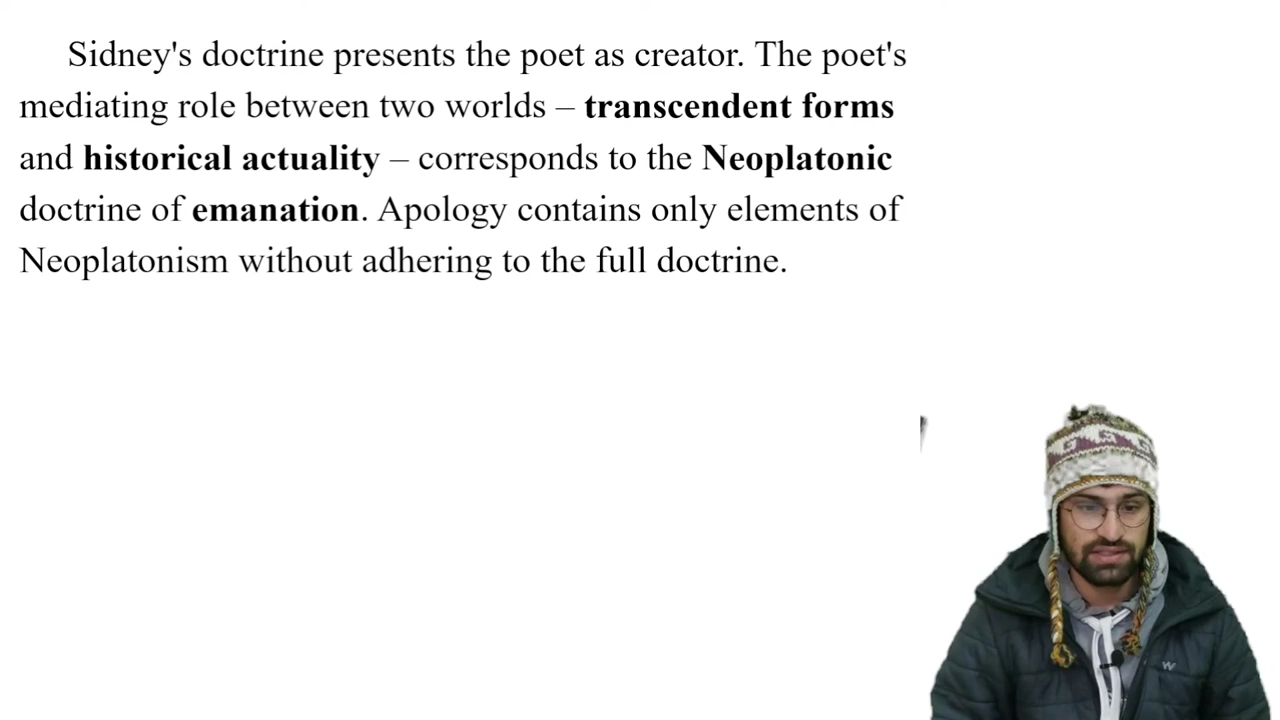 Sidney's doctrine presents the poet as creator. The poet's
mediating role between two worlds – transcendent forms
and historical actuality – corresponds to the Neoplatonic
doctrine of emanation. Apology contains only elements of
Neoplatonism without adhering to the full doctrine.
W